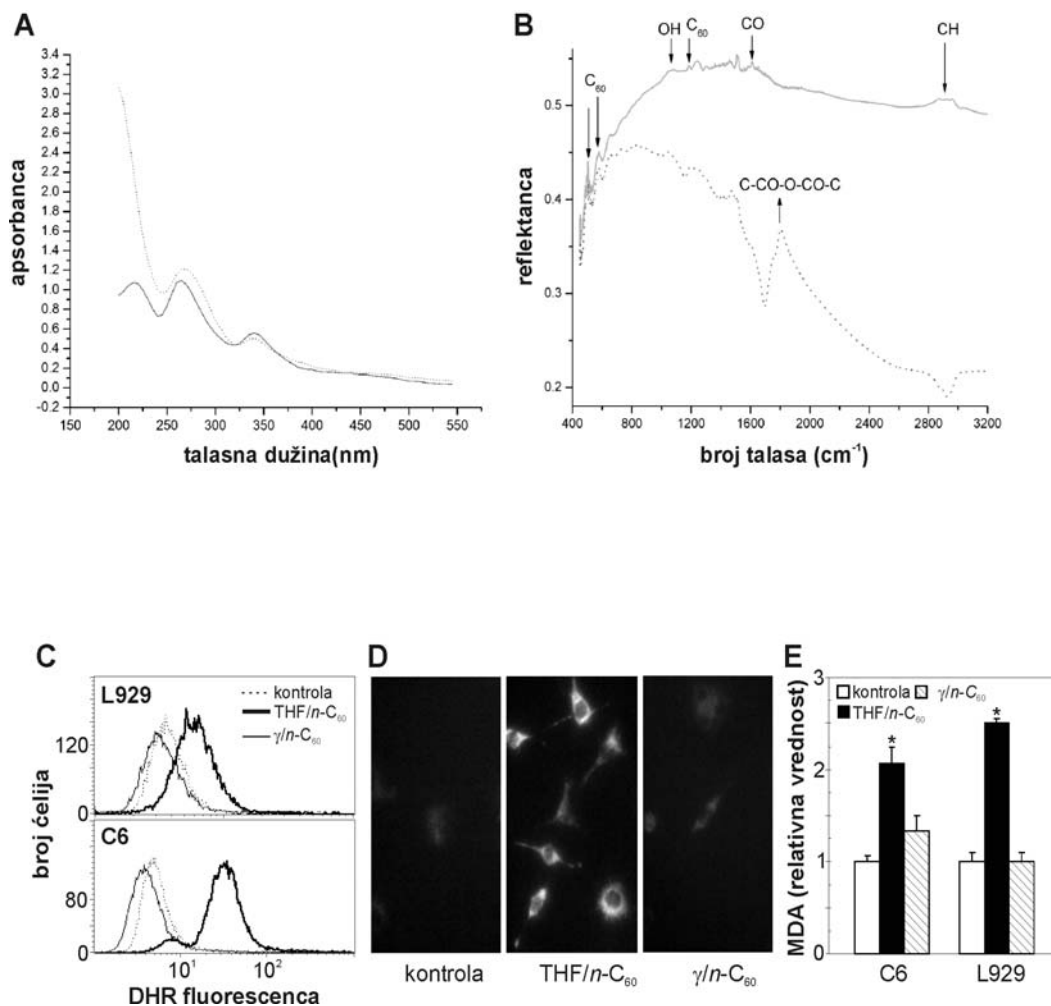 A
apsorbanca
3.4
3.2
3.0
2.8
2.6
2.4
2.2
2.0
1.8
1.6
1.4
1.2
1.0
0.8
0.6
0.4
0.2
0.0
-0.2
150 200 250 300 350 400 450 500 550
talasna dužina(nm)
B
reflektanca
OH C₆₀ CO CH
C₆₀
C-CO-O-CO-C
0.5
0.4
0.3
0.2
400 800 1200 1600 2000 2400 2800 3200
broj talasa (cm⁻¹)
C
broj ćelija
L929
kontrola
THF/n-C₆₀
γ/n-C₆₀
120
0
C6
80
0
10¹ 10²
DHR fluorescenca
D
kontrola THF/n-C₆₀ γ/n-C₆₀
E
MDA (relativna vrednost)
3
2
1
0
kontrola γ/n-C₆₀
THF/n-C₆₀
* *
C6 L929